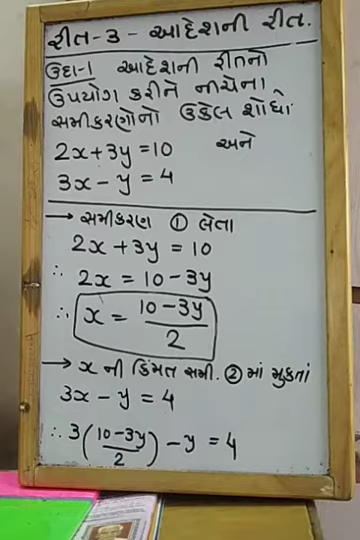 રીત-3 - આદેશની રીત.
ઉદા-1 આદેશની રીતનો
ઉપયોગ કરીને નીચેના
સમીકરણોનો ઉકેલ શોધો
2x+3y=10 અને
3x-y=4
→ સમીકરણ ① લેતા
2x+3y=10
∴ 2x=10-3y
∴ x = (10-3y)/2
→ x ની કિંમત સમી. ② માં મુકતાં
3x-y=4
∴ 3((10-3y)/2)-y=4